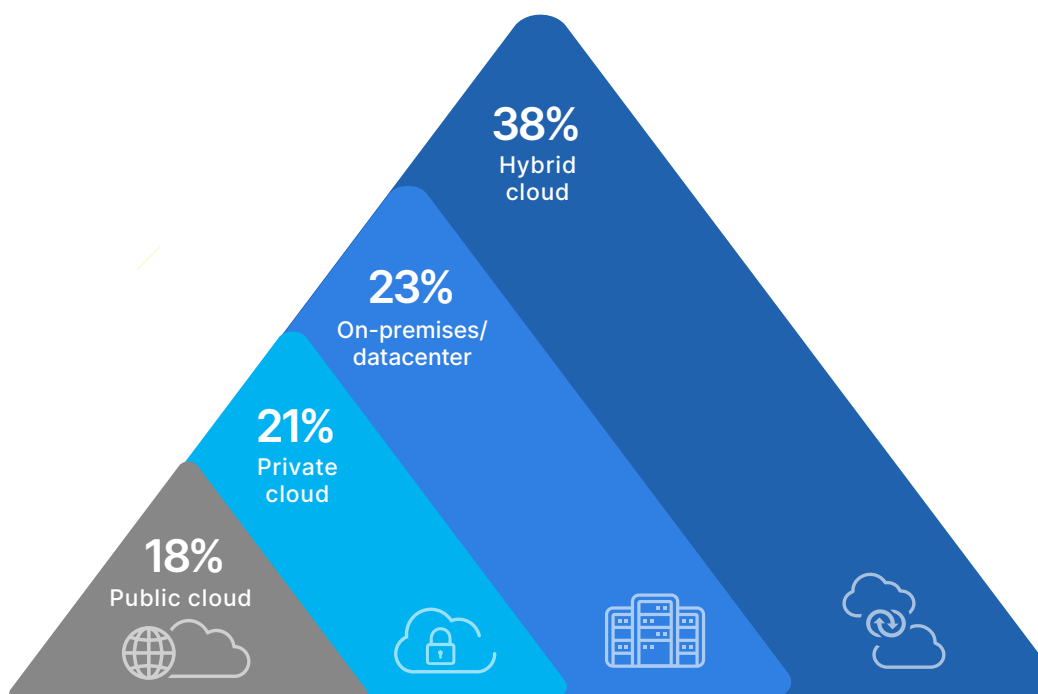 38%
Hybrid
cloud
23%
On-premises/
datacenter
21%
Private
cloud
18%
Public cloud